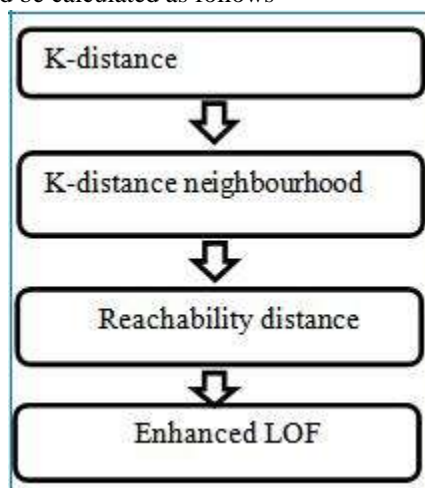 be calculated as follows
K-distance
K-distance neighbourhood
Reachability distance
Enhanced LOF